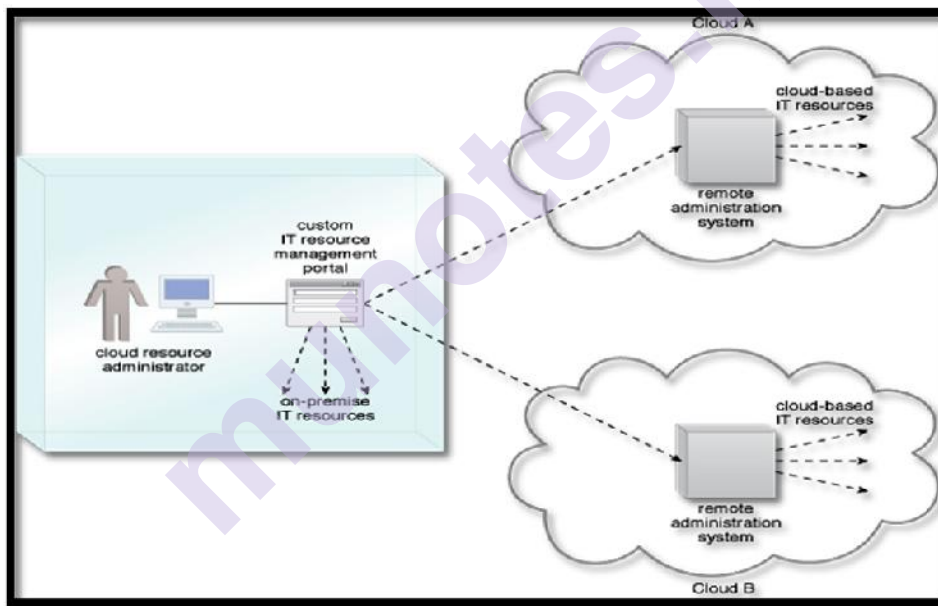 Cloud A
cloud-based
IT resources
remote
administration
system
custom
IT resource
management
portal
cloud resource
administrator
on-premise
IT resources
cloud-based
IT resources
remote
administration
system
Cloud B
munotes.